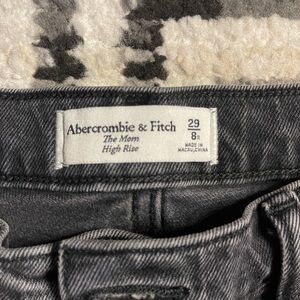 Abercrombie & Fitch
The Mom
High Rise
29
8R
MADE IN
MACAU, CHINA